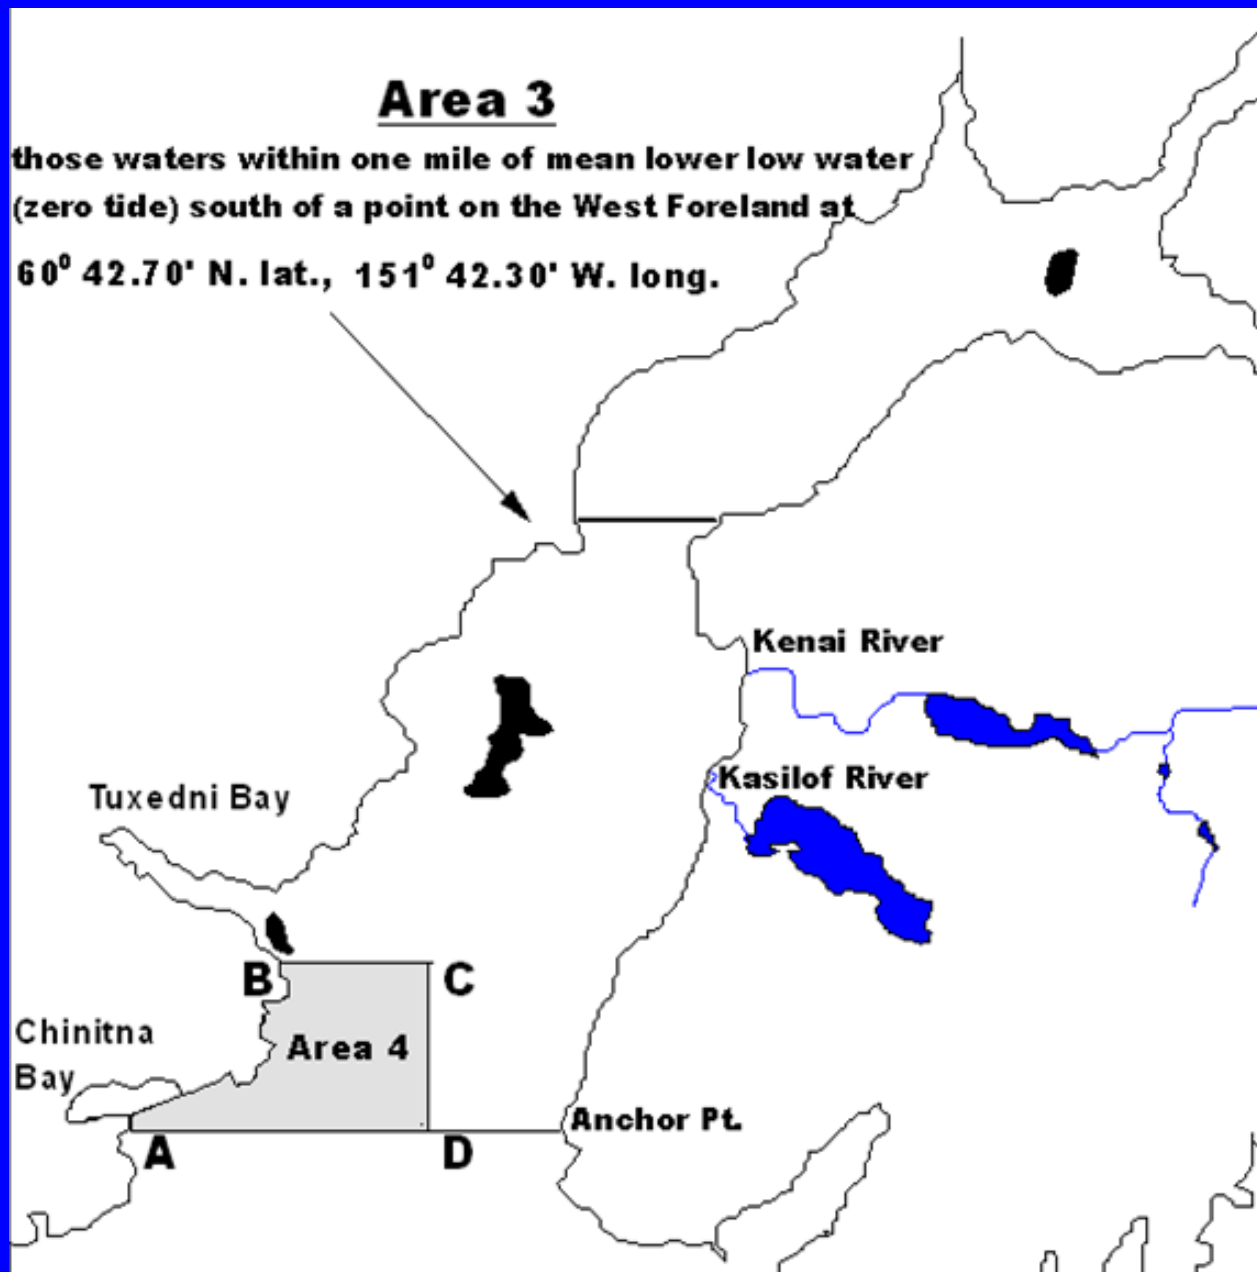 Area 3
those waters within one mile of mean lower low water
(zero tide) south of a point on the West Foreland at
60⁰ 42.70' N. lat., 151⁰ 42.30' W. long.
Kenai River
Kasilof River
Tuxedni Bay
B
C
Chinitna
Bay
Area 4
Anchor Pt.
A
D